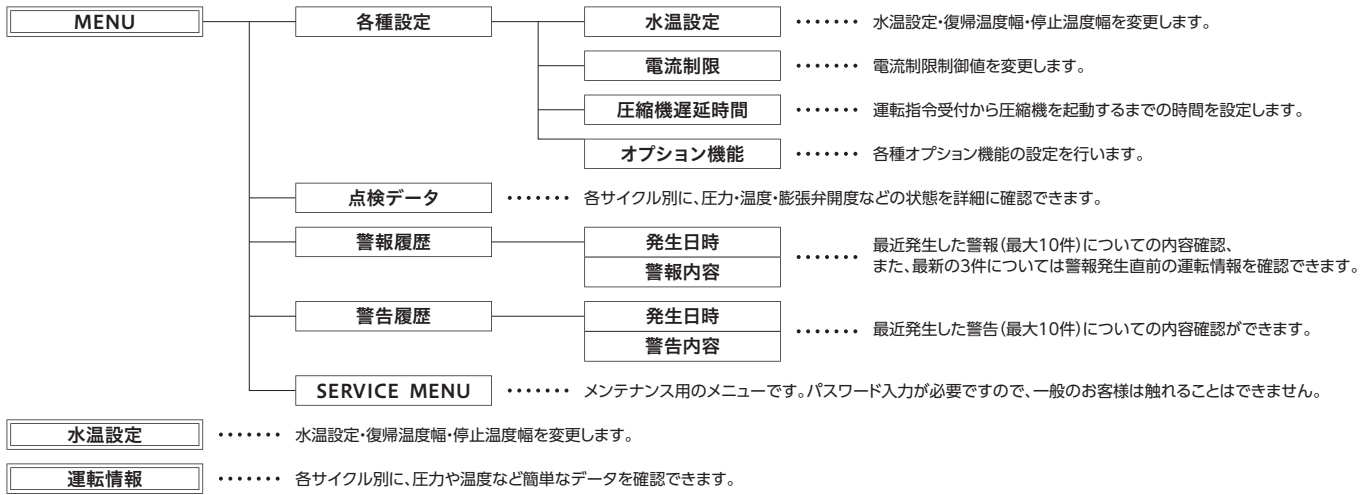 MENU
各種設定
水温設定 ・・・・・・・ 水温設定・復帰温度幅・停止温度幅を変更します。
電流制限 ・・・・・・・ 電流制限制御値を変更します。
圧縮機遅延時間 ・・・・・・・ 運転指令受付から圧縮機を起動するまでの時間を設定します。
オプション機能 ・・・・・・・ 各種オプション機能の設定を行います。
点検データ ・・・・・・・ 各サイクル別に、圧力・温度・膨張弁開度などの状態を詳細に確認できます。
警報履歴
発生日時
警報内容
・・・・・・・ 最近発生した警報(最大10件)についての内容確認、
また、最新の3件については警報発生直前の運転情報を確認できます。
警告履歴
発生日時
警告内容
・・・・・・・ 最近発生した警告(最大10件)についての内容確認ができます。
SERVICE MENU ・・・・・・・ メンテナンス用のメニューです。パスワード入力が必要ですので、一般のお客様は触れることはできません。
水温設定 ・・・・・・・ 水温設定・復帰温度幅・停止温度幅を変更します。
運転情報 ・・・・・・・ 各サイクル別に、圧力や温度など簡単なデータを確認できます。